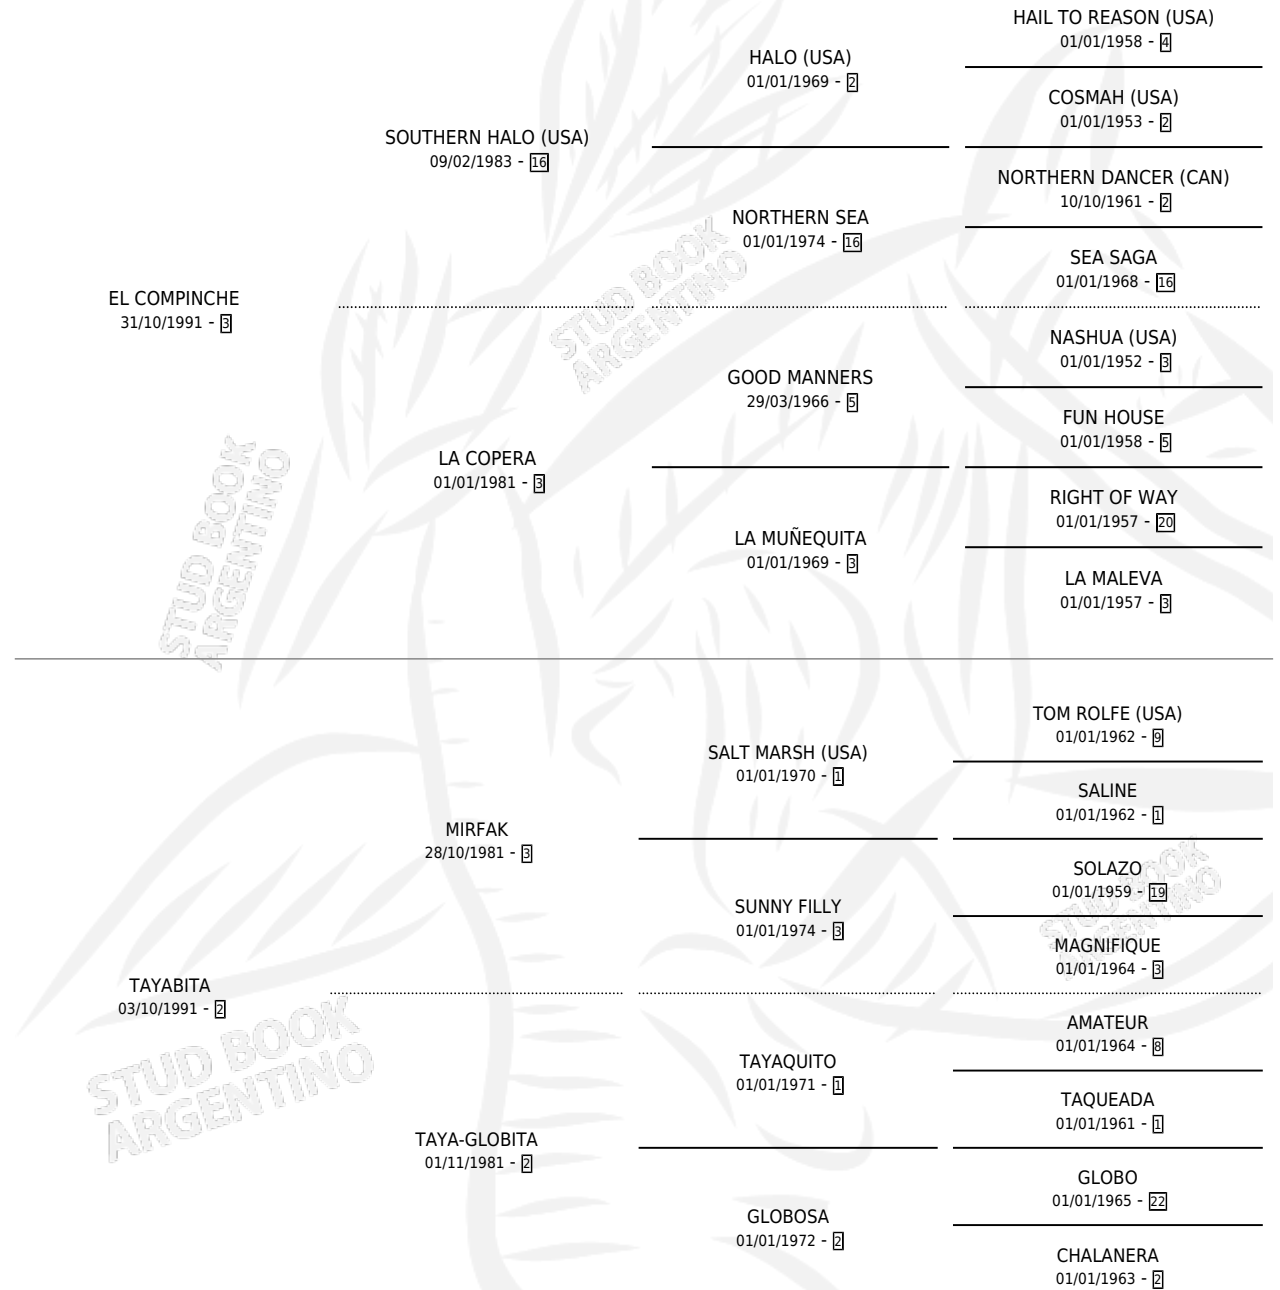 HAIL TO REASON (USA)
01/01/1958 - 4
HALO (USA)
01/01/1969 - 2
COSMAH (USA)
01/01/1953 - 2
SOUTHERN HALO (USA)
09/02/1983 - 16
NORTHERN DANCER (CAN)
10/10/1961 - 2
NORTHERN SEA
01/01/1974 - 16
SEA SAGA
01/01/1968 - 16
EL COMPINCHE
31/10/1991 - 3
NASHUA (USA)
01/01/1952 - 3
GOOD MANNERS
29/03/1966 - 5
FUN HOUSE
01/01/1958 - 5
LA COPERA
01/01/1981 - 3
RIGHT OF WAY
01/01/1957 - 20
LA MUÑEQUITA
01/01/1969 - 3
LA MALEVA
01/01/1957 - 3
TOM ROLFE (USA)
01/01/1962 - 9
SALT MARSH (USA)
01/01/1970 - 1
SALINE
01/01/1962 - 1
MIRFAK
28/10/1981 - 3
SOLAZO
01/01/1959 - 19
SUNNY FILLY
01/01/1974 - 3
MAGNIFIQUE
01/01/1964 - 3
TAYABITA
03/10/1991 - 2
AMATEUR
01/01/1964 - 8
TAYAQUITO
01/01/1971 - 1
TAQUEADA
01/01/1961 - 1
TAYA-GLOBITA
01/11/1981 - 2
GLOBO
01/01/1965 - 22
GLOBOSA
01/01/1972 - 2
CHALANERA
01/01/1963 - 2
STUD BOOK
ARGENTINO
STUD BOOK
ARGENTINO
STUD BOOK
ARGENTINO
STUD BOOK
ARGENTINO